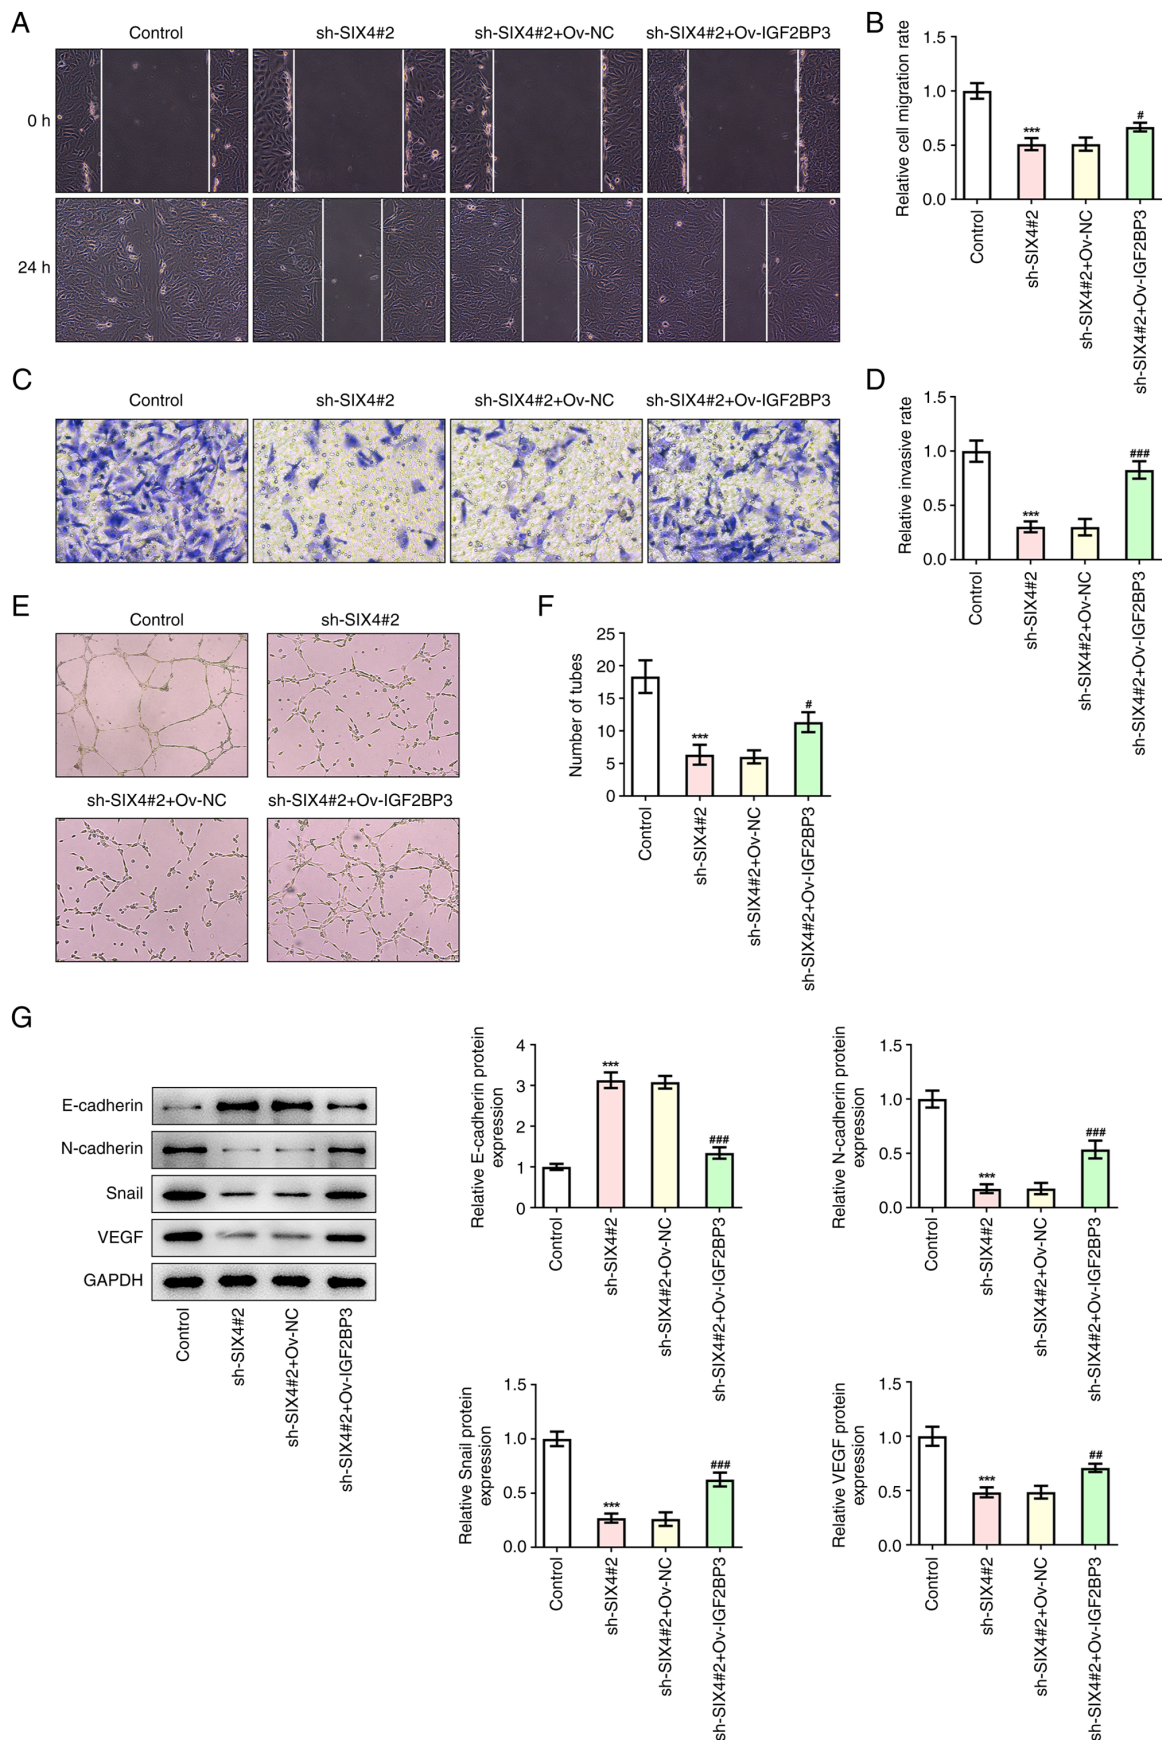 A
Control
sh-SIX4#2
sh-SIX4#2+Ov-NC
sh-SIX4#2+Ov-IGF2BP3
0 h
24 h
B
Relative cell migration rate
1.5
1.0
0.5
0.0
***
#
Control
sh-SIX4#2
sh-SIX4#2+Ov-NC
sh-SIX4#2+Ov-IGF2BP3
C
Control
sh-SIX4#2
sh-SIX4#2+Ov-NC
sh-SIX4#2+Ov-IGF2BP3
D
Relative invasive rate
1.5
1.0
0.5
0.0
***
###
Control
sh-SIX4#2
sh-SIX4#2+Ov-NC
sh-SIX4#2+Ov-IGF2BP3
E
Control
sh-SIX4#2
sh-SIX4#2+Ov-NC
sh-SIX4#2+Ov-IGF2BP3
F
Number of tubes
25
20
15
10
5
0
***
#
Control
sh-SIX4#2
sh-SIX4#2+Ov-NC
sh-SIX4#2+Ov-IGF2BP3
G
E-cadherin
N-cadherin
Snail
VEGF
GAPDH
Control
sh-SIX4#2
sh-SIX4#2+Ov-NC
sh-SIX4#2+Ov-IGF2BP3
Relative E-cadherin protein
expression
4
3
2
1
0
***
###
Control
sh-SIX4#2
sh-SIX4#2+Ov-NC
sh-SIX4#2+Ov-IGF2BP3
Relative N-cadherin protein
expression
1.5
1.0
0.5
0.0
***
###
Control
sh-SIX4#2
sh-SIX4#2+Ov-NC
sh-SIX4#2+Ov-IGF2BP3
Relative Snail protein
expression
1.5
1.0
0.5
0.0
***
###
Control
sh-SIX4#2
sh-SIX4#2+Ov-NC
sh-SIX4#2+Ov-IGF2BP3
Relative VEGF protein
expression
1.5
1.0
0.5
0.0
***
##
Control
sh-SIX4#2
sh-SIX4#2+Ov-NC
sh-SIX4#2+Ov-IGF2BP3